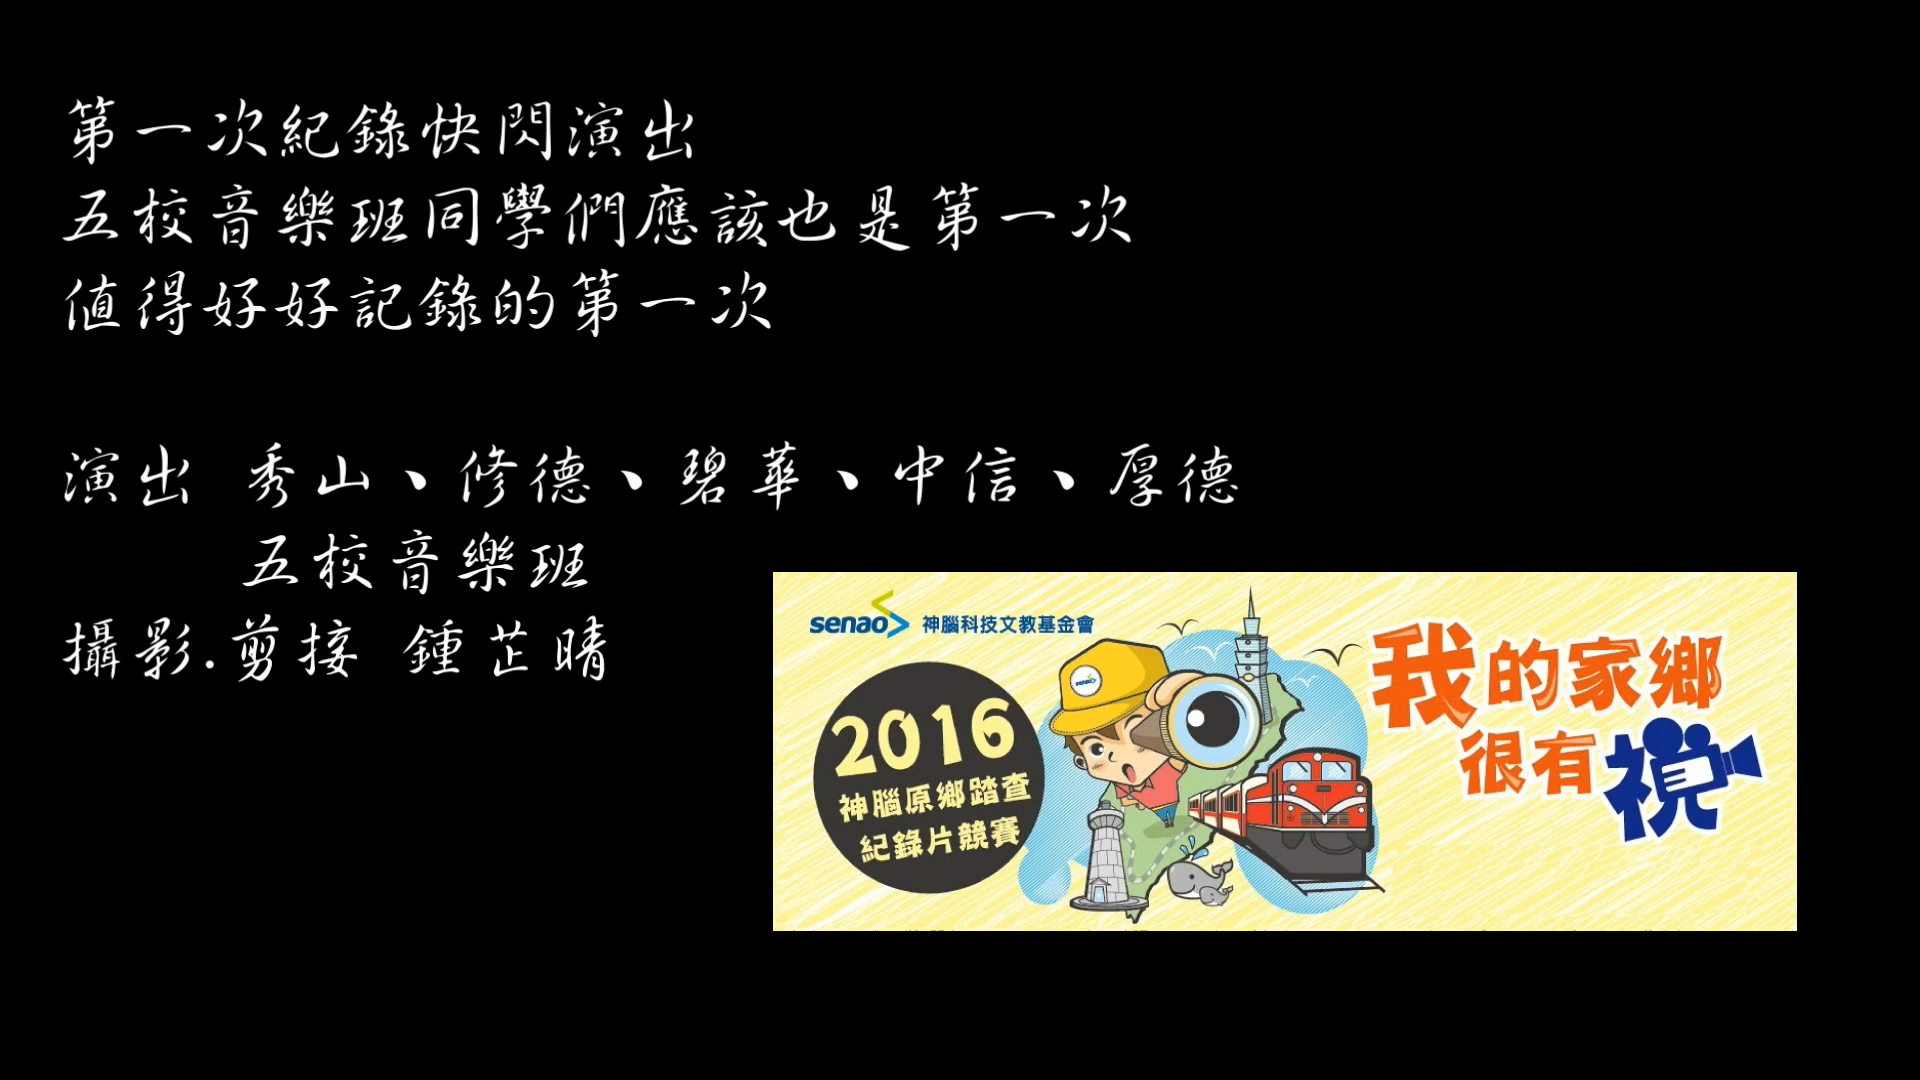 第一次紀錄快閃演出
五校音樂班同學們應該也是第一次
值得好好記錄的第一次
演出 秀山、修德、碧華、中信、厚德
五校音樂班
攝影.剪接 鍾芷晴
senao 神腦科技文教基金會
senao
2016
神腦原鄉踏查
紀錄片競賽
我的家鄉
很有視